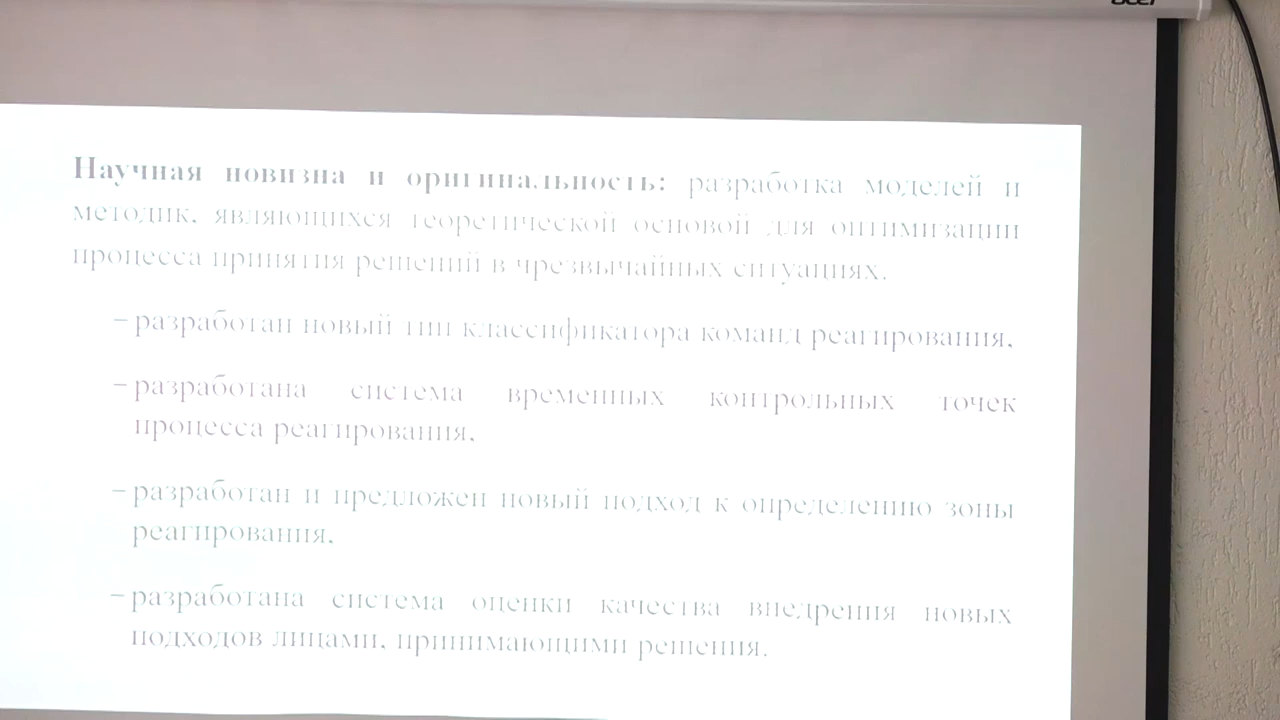 acer
Научная новизна и оригинальность: разработка моделей и
методик, являющихся теоретической основой для оптимизации
процесса принятия решений в чрезвычайных ситуациях.
– разработан новый тип классификатора команд реагирования,
– разработана система временных контрольных точек
процесса реагирования,
– разработан и предложен новый подход к определению зоны
реагирования,
– разработана система оценки качества внедрения новых
подходов лицами, принимающими решения.